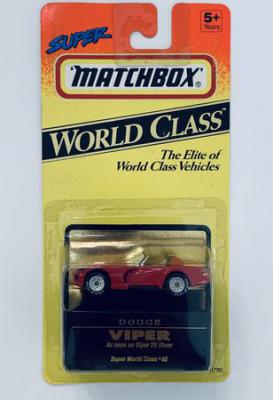 5+
Years
SUPER
MATCHBOX®
WORLD CLASS™
The Elite of
World Class Vehicles
DODGE
VIPER
As seen on Viper TV Show
Super World Class #40